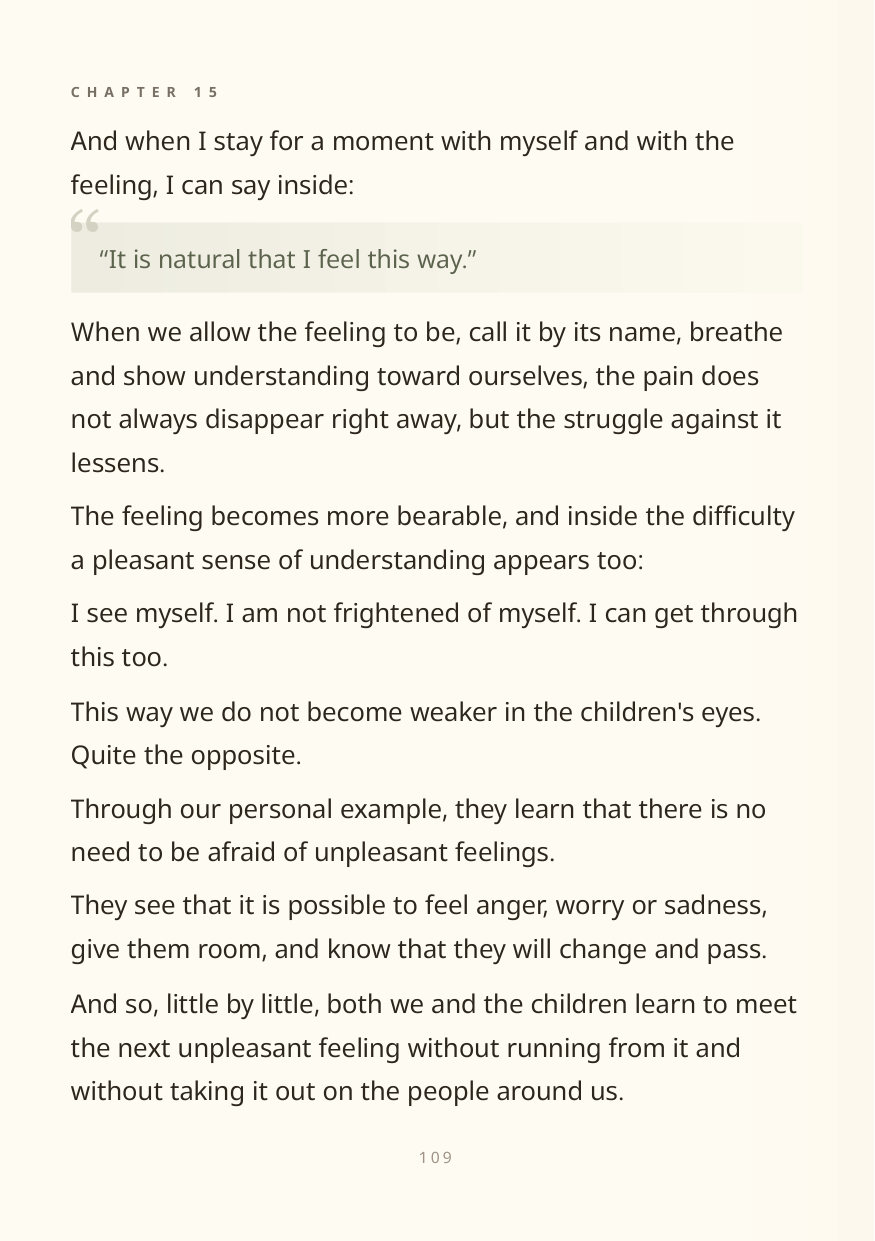 CHAPTER 15
And when I stay for a moment with myself and with the
feeling, I can say inside:
“
“It is natural that I feel this way.”
When we allow the feeling to be, call it by its name, breathe
and show understanding toward ourselves, the pain does
not always disappear right away, but the struggle against it
lessens.
The feeling becomes more bearable, and inside the difficulty
a pleasant sense of understanding appears too:
I see myself. I am not frightened of myself. I can get through
this too.
This way we do not become weaker in the children's eyes.
Quite the opposite.
Through our personal example, they learn that there is no
need to be afraid of unpleasant feelings.
They see that it is possible to feel anger, worry or sadness,
give them room, and know that they will change and pass.
And so, little by little, both we and the children learn to meet
the next unpleasant feeling without running from it and
without taking it out on the people around us.
109